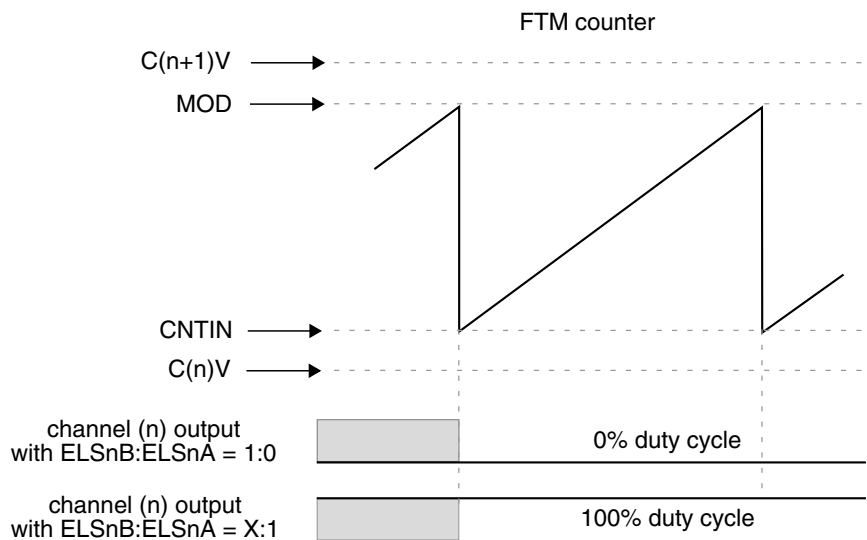 FTM counter
C(n+1)V
MOD
CNTIN
C(n)V
channel (n) output
with ELSnB:ELSnA = 1:0
0% duty cycle
channel (n) output
with ELSnB:ELSnA = X:1
100% duty cycle